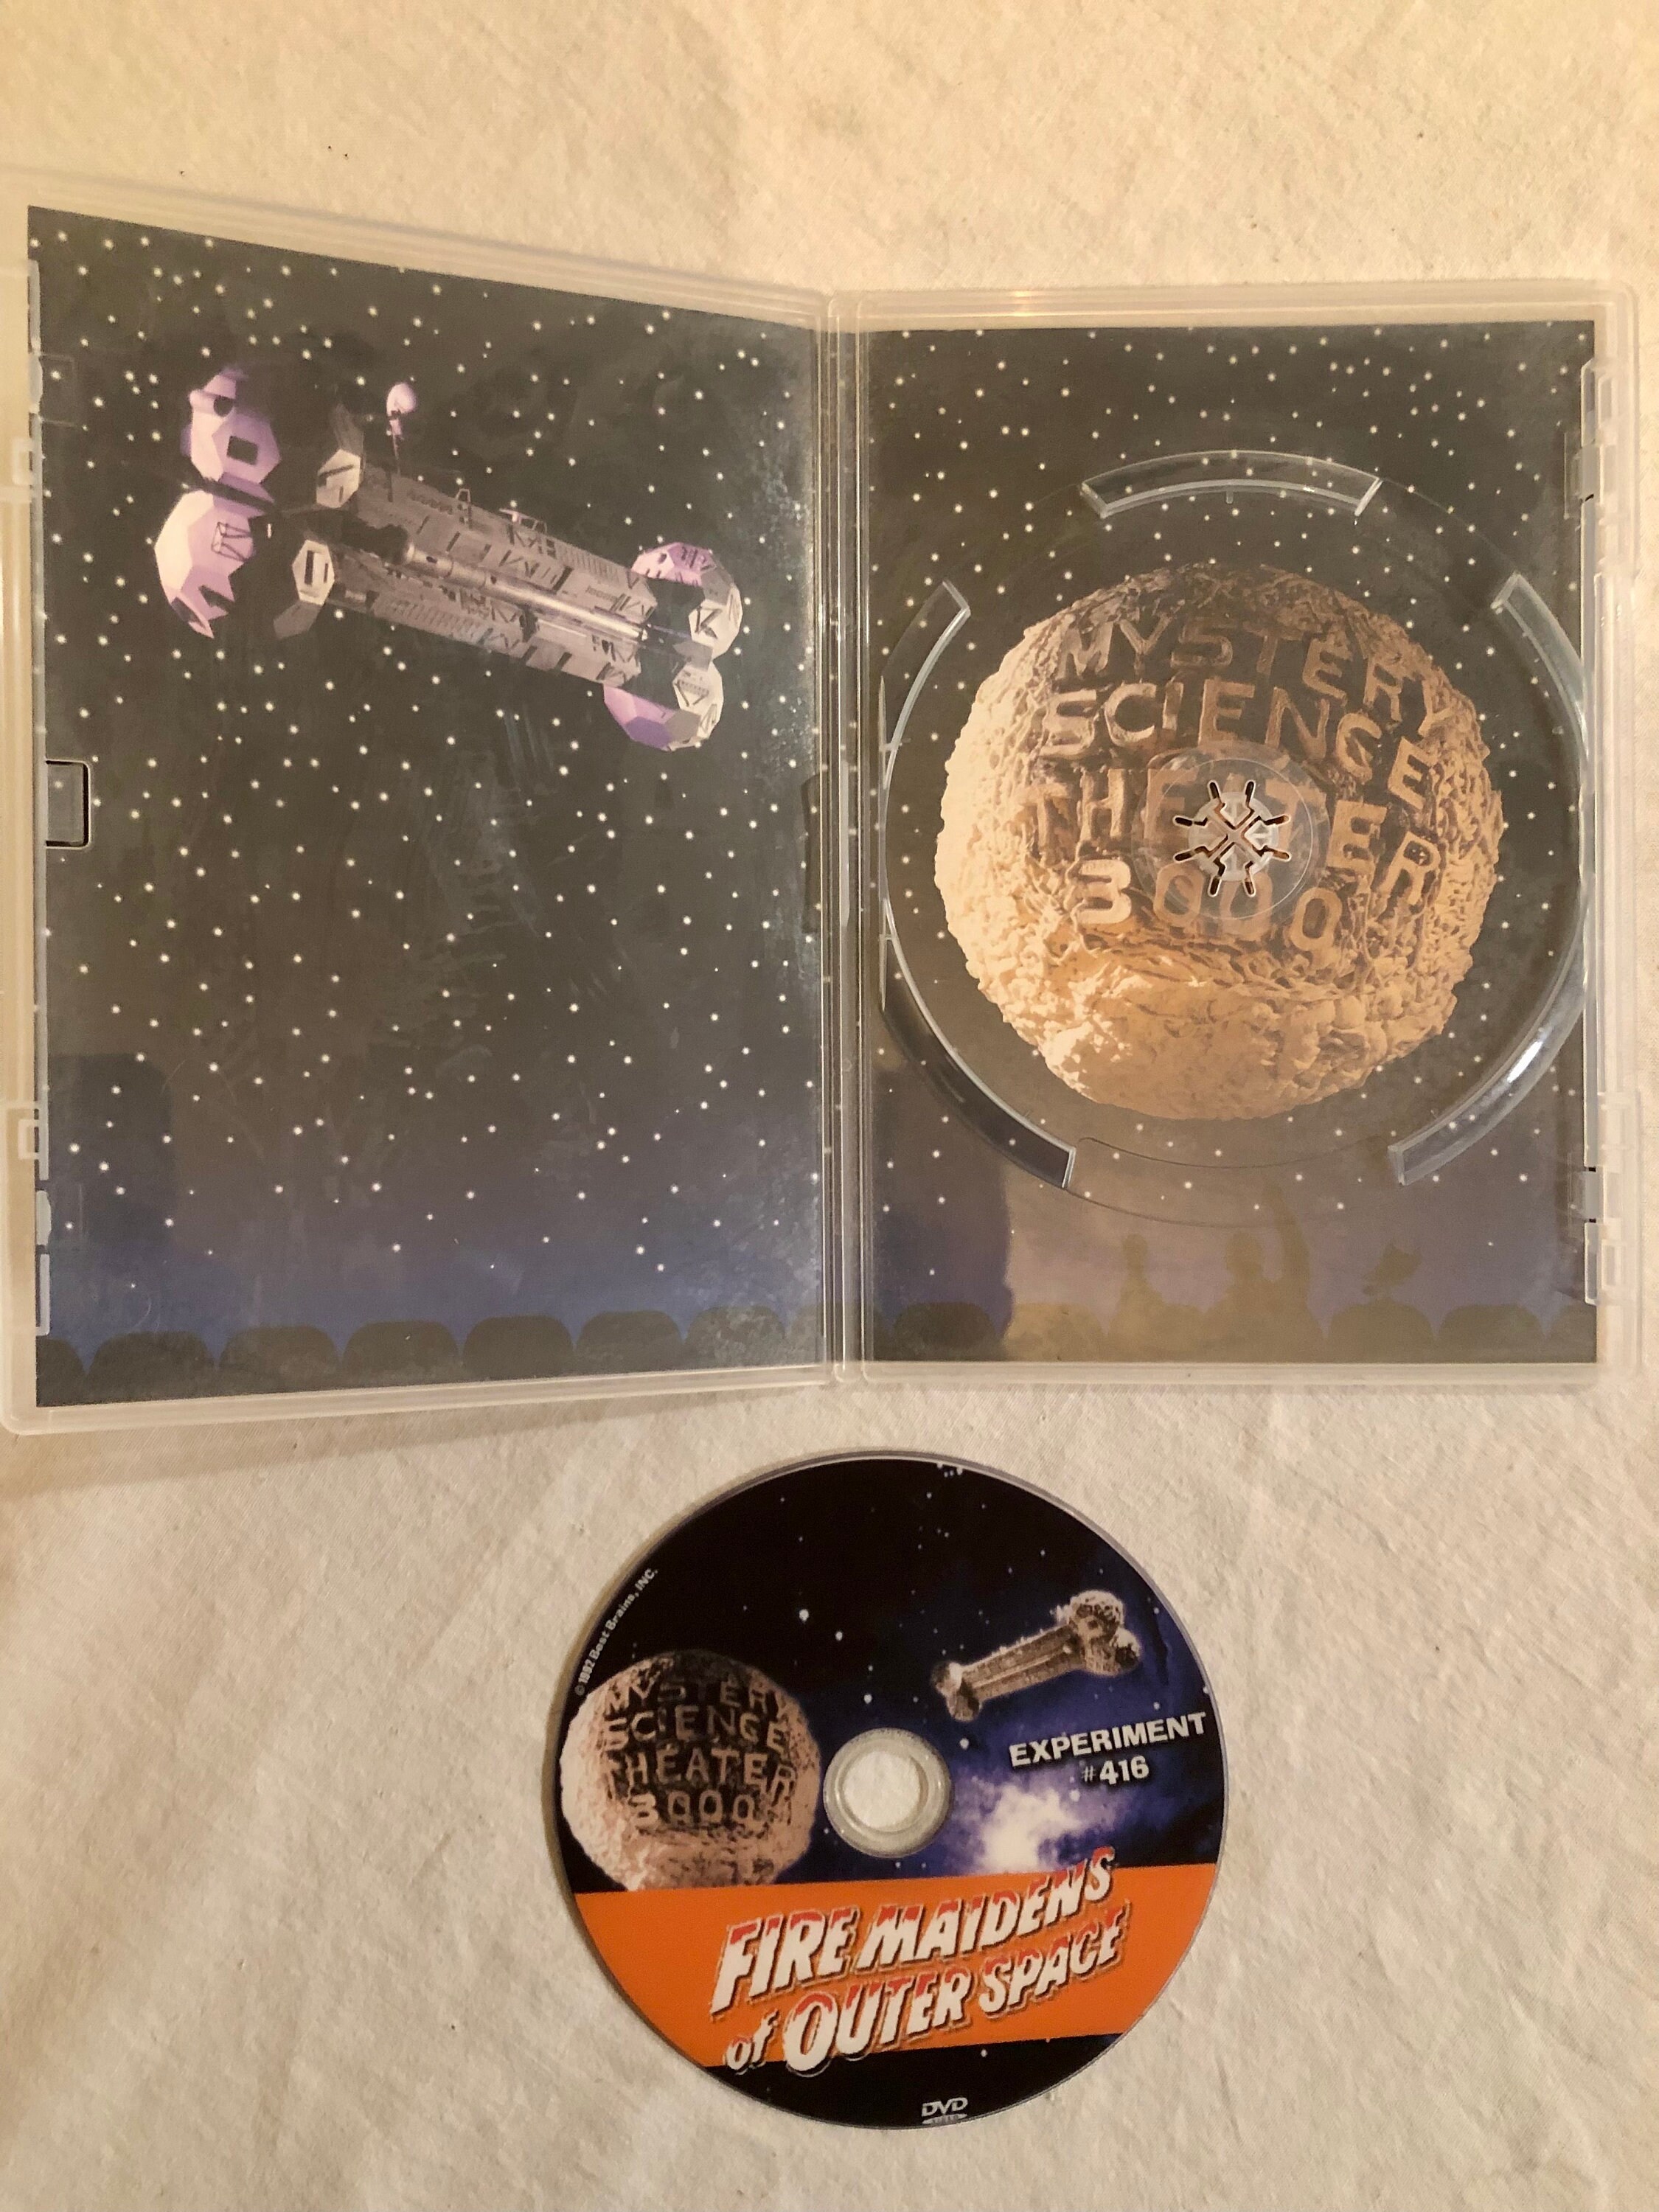 MYSTERY
SCIENCE
THEATER
3000
©1992 Best Brains, INC.
MYSTERY
SCIENCE
THEATER
3000
EXPERIMENT
#416
FIRE MAIDENS
of OUTER SPACE
DVD
VIDEO